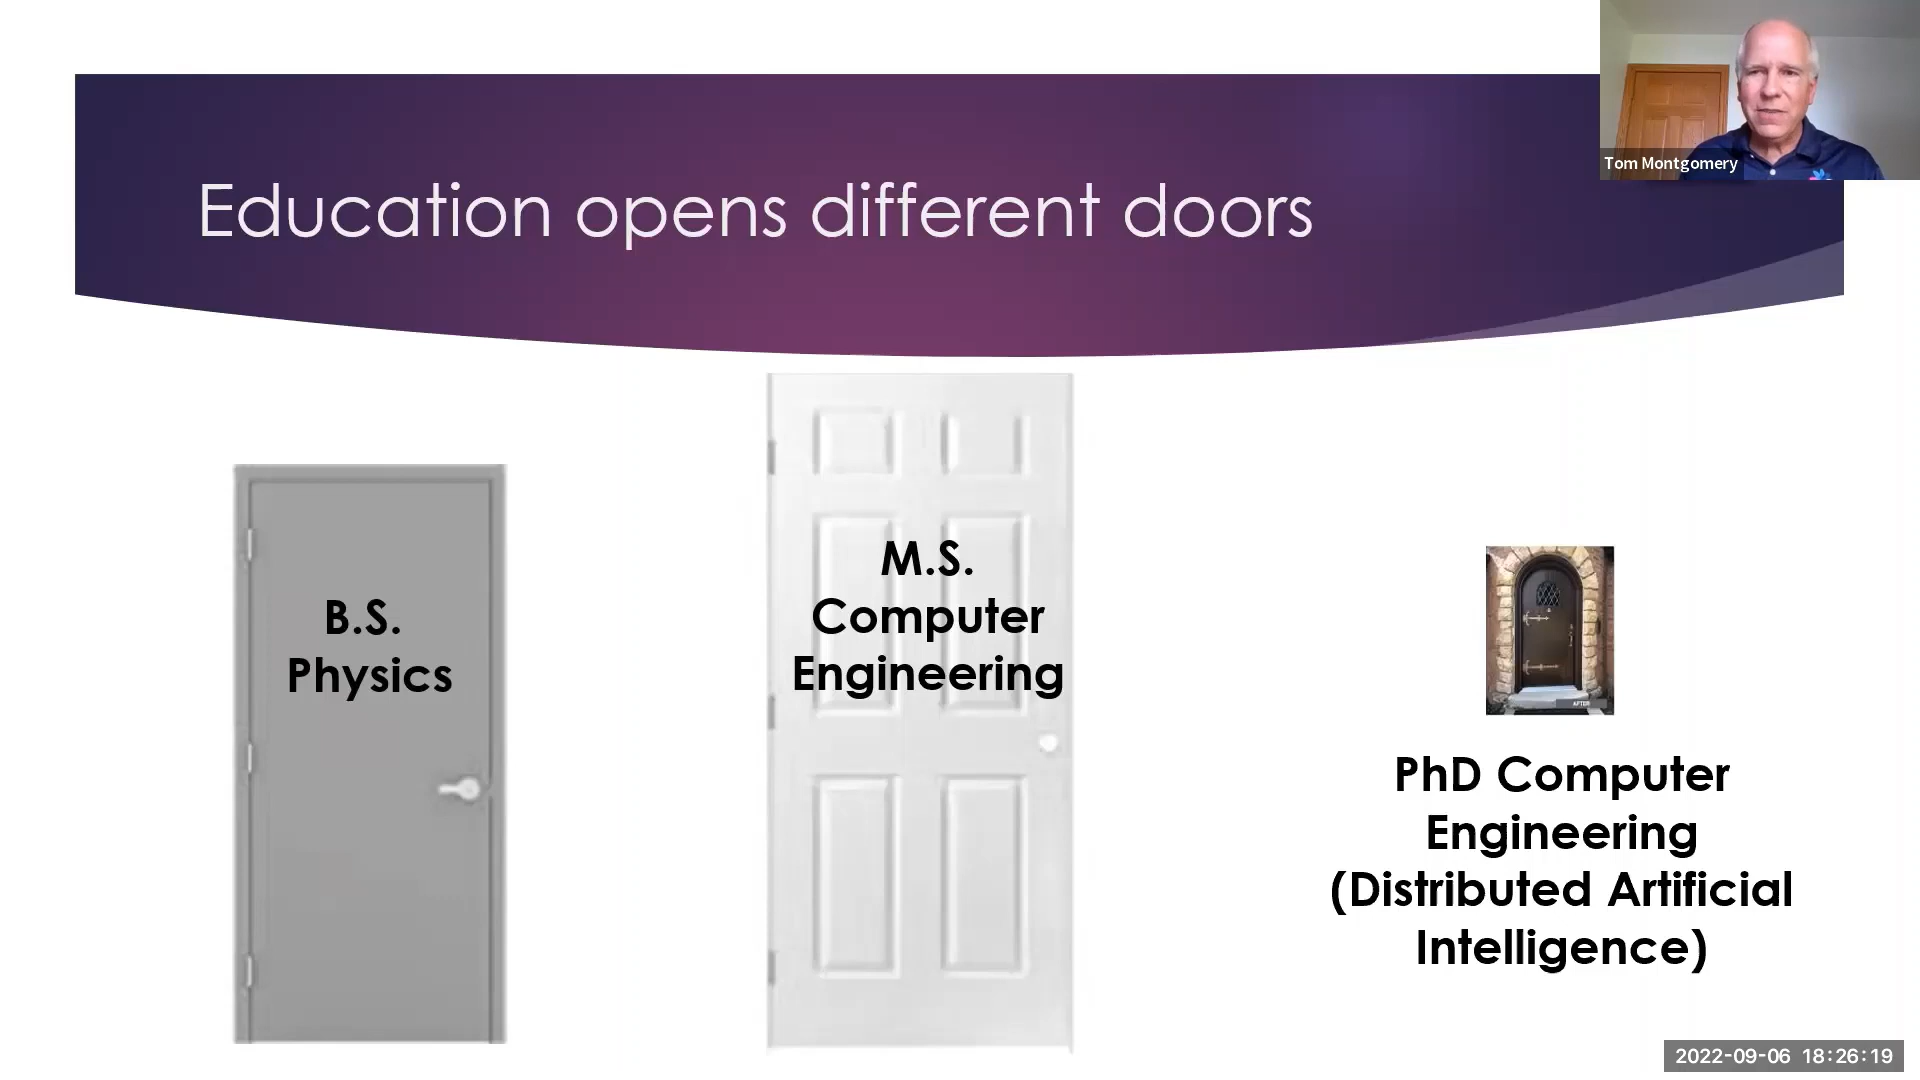 Tom Montgomery
Education opens different doors
B.S.
Physics
M.S.
Computer
Engineering
AFTER
PhD Computer
Engineering
(Distributed Artificial
Intelligence)
2022-09-06 18:26:19